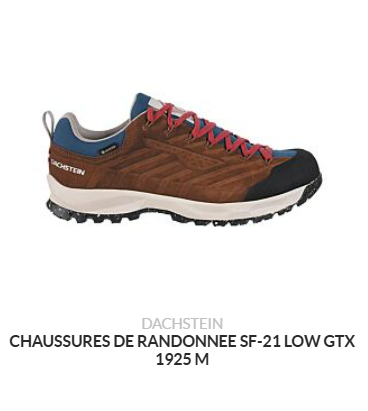 DACHSTEIN
DACHSTEIN
CHAUSSURES DE RANDONNEE SF-21 LOW GTX
1925 M